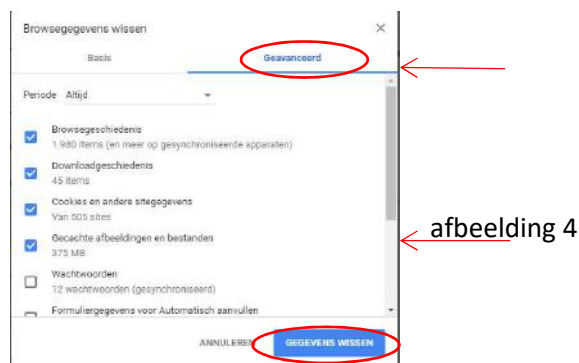 Browsegegevens wissen
Basis Geavanceerd
Periode Altijd
Browsegeschiedenis
1.980 items (en meer op gesynchroniseerde apparaten)
Downloadgeschiedenis
45 items
Cookies en andere sitegegevens
Van 505 sites
Gecachte afbeeldingen en bestanden
375 MB
afbeelding 4
Wachtwoorden
12 wachtwoorden (gesynchroniseerd)
Formuliergegevens voor Automatisch aanvullen
ANNULEREN GEGEVENS WISSEN